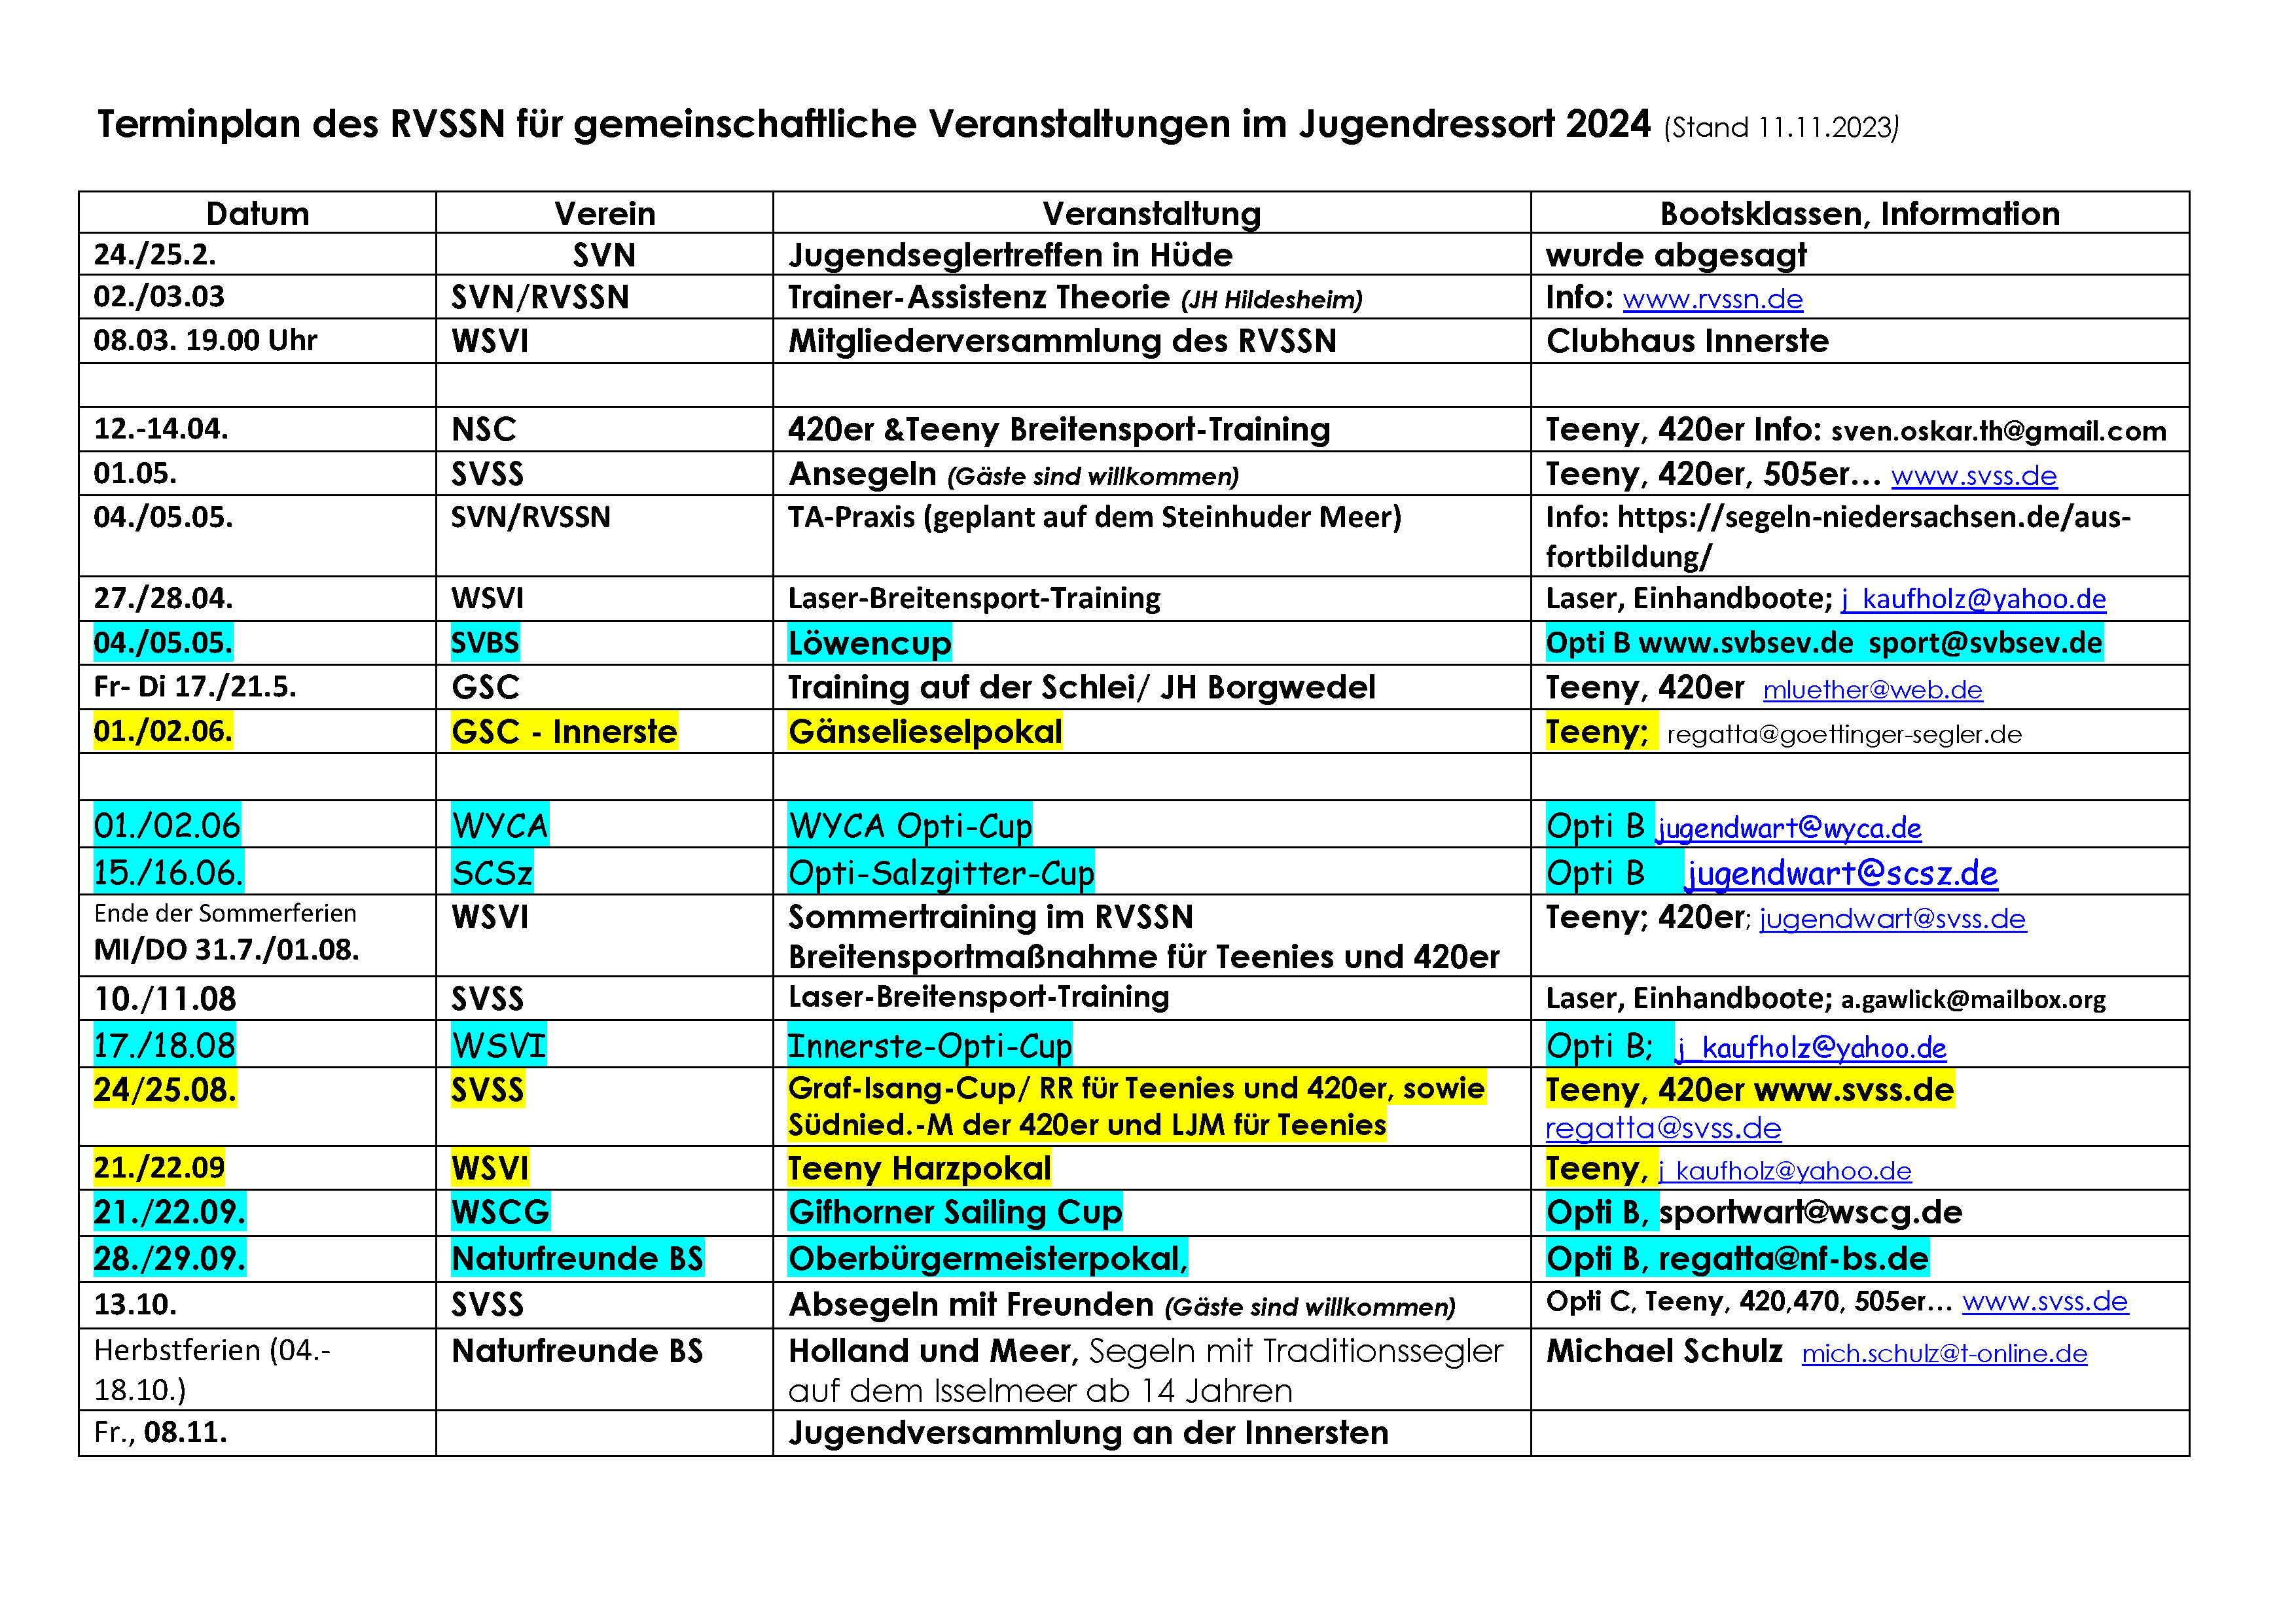 Terminplan des RVSSN für gemeinschaftliche Veranstaltungen im Jugendressort 2024 (Stand 11.11.2023)
Datum Verein Veranstaltung Bootsklassen, Information
24./25.2. SVN Jugendseglertreffen in Hüde wurde abgesagt
02./03.03 SVN/RVSSN Trainer-Assistenz Theorie (JH Hildesheim) Info: www.rvssn.de
08.03. 19.00 Uhr WSVI Mitgliederversammlung des RVSSN Clubhaus Innerste
12.-14.04. NSC 420er &Teeny Breitensport-Training Teeny, 420er Info: sven.oskar.th@gmail.com
01.05. SVSS Ansegeln (Gäste sind willkommen) Teeny, 420er, 505er... www.svss.de
04./05.05. SVN/RVSSN TA-Praxis (geplant auf dem Steinhuder Meer) Info: https://segeln-niedersachsen.de/aus-
fortbildung/
27./28.04. WSVI Laser-Breitensport-Training Laser, Einhandboote; j_kaufholz@yahoo.de
04./05.05. SVBS Löwencup Opti B www.svbsev.de sport@svbsev.de
Fr- Di 17./21.5. GSC Training auf der Schlei/ JH Borgwedel Teeny, 420er mluether@web.de
01./02.06. GSC - Innerste Gänselieselpokal Teeny; regatta@goettinger-segler.de
01./02.06 WYCA WYCA Opti-Cup Opti B jugendwart@wyca.de
15./16.06. SCSz Opti-Salzgitter-Cup Opti B jugendwart@scsz.de
Ende der Sommerferien WSVI Sommertraining im RVSSN Teeny; 420er; jugendwart@svss.de
MI/DO 31.7./01.08. Breitensportmaßnahme für Teenies und 420er
10./11.08 SVSS Laser-Breitensport-Training Laser, Einhandboote; a.gawlick@mailbox.org
17./18.08 WSVI Innerste-Opti-Cup Opti B; j_kaufholz@yahoo.de
24/25.08. SVSS Graf-Isang-Cup/ RR für Teenies und 420er, sowie Teeny, 420er www.svss.de
Südnied.-M der 420er und LJM für Teenies regatta@svss.de
21./22.09 WSVI Teeny Harzpokal Teeny, j_kaufholz@yahoo.de
21./22.09. WSCG Gifhorner Sailing Cup Opti B, sportwart@wscg.de
28./29.09. Naturfreunde BS Oberbürgermeisterpokal, Opti B, regatta@nf-bs.de
13.10. SVSS Absegeln mit Freunden (Gäste sind willkommen) Opti C, Teeny, 420,470, 505er... www.svss.de
Herbstferien (04.- Naturfreunde BS Holland und Meer, Segeln mit Traditionssegler Michael Schulz mich.schulz@t-online.de
18.10.) auf dem Isselmeer ab 14 Jahren
Fr., 08.11. Jugendversammlung an der Innersten